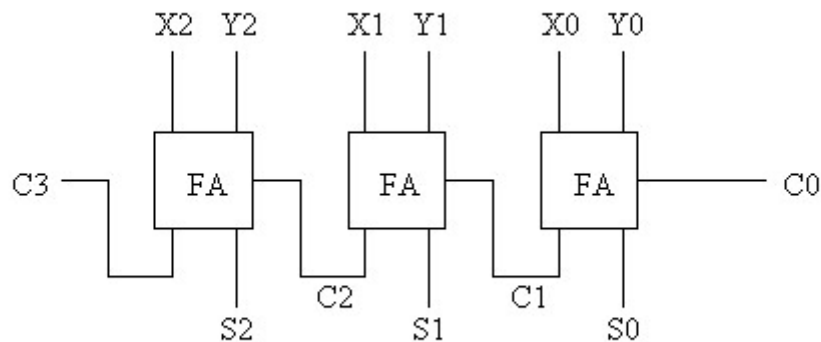 X2 Y2 X1 Y1 X0 Y0
C3 FA FA FA C0
C2 C1
S2 S1 S0